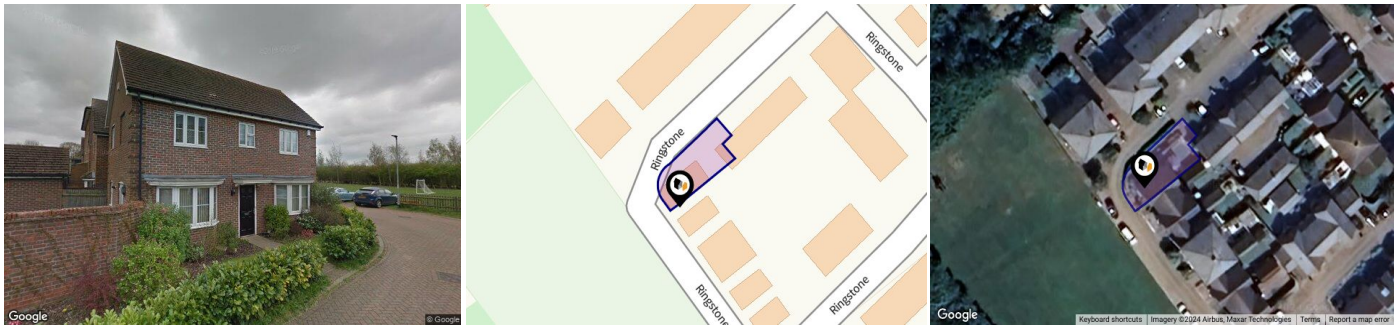 Google
© Google
Ringstone
Ringstone
Ringstone
Ringstone
Google
Keyboard shortcuts
Imagery ©2024 Airbus, Maxar Technologies
Terms
Report a map error